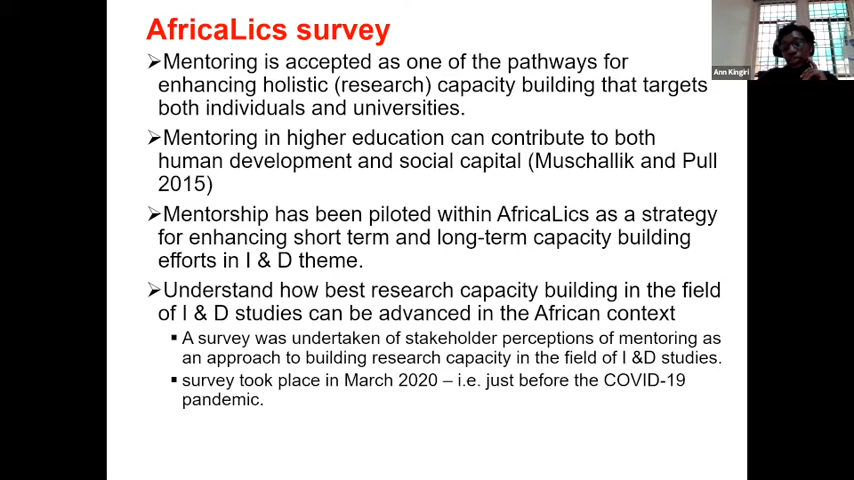 AfricaLics survey
➢Mentoring is accepted as one of the pathways for
enhancing holistic (research) capacity building that targets
both individuals and universities.
➢Mentoring in higher education can contribute to both
human development and social capital (Muschallik and Pull
2015)
➢Mentorship has been piloted within AfricaLics as a strategy
for enhancing short term and long-term capacity building
efforts in I & D theme.
➢Understand how best research capacity building in the field
of I & D studies can be advanced in the African context
▪ A survey was undertaken of stakeholder perceptions of mentoring as
an approach to building research capacity in the field of I &D studies.
▪ survey took place in March 2020 – i.e. just before the COVID-19
pandemic.
Ann Kingiri